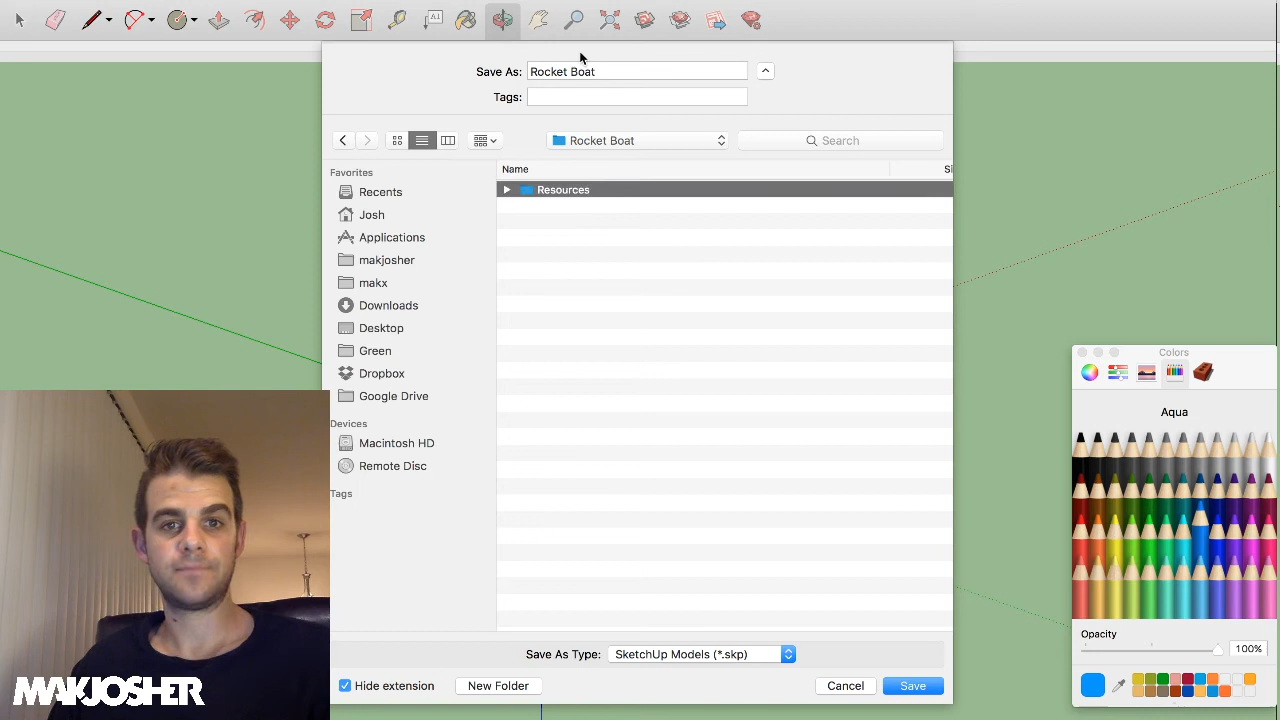 A1
Save As: Rocket Boat
Tags:
Rocket Boat
Search
Favorites
Name
Si
Recents
Resources
Josh
Applications
makjosher
makx
Downloads
Desktop
Green
Colors
Dropbox
Google Drive
Aqua
Devices
Macintosh HD
Remote Disc
Tags
Opacity
100%
Save As Type: SketchUp Models (*.skp)
Hide extension
New Folder
Cancel
Save
MAKJOSHER